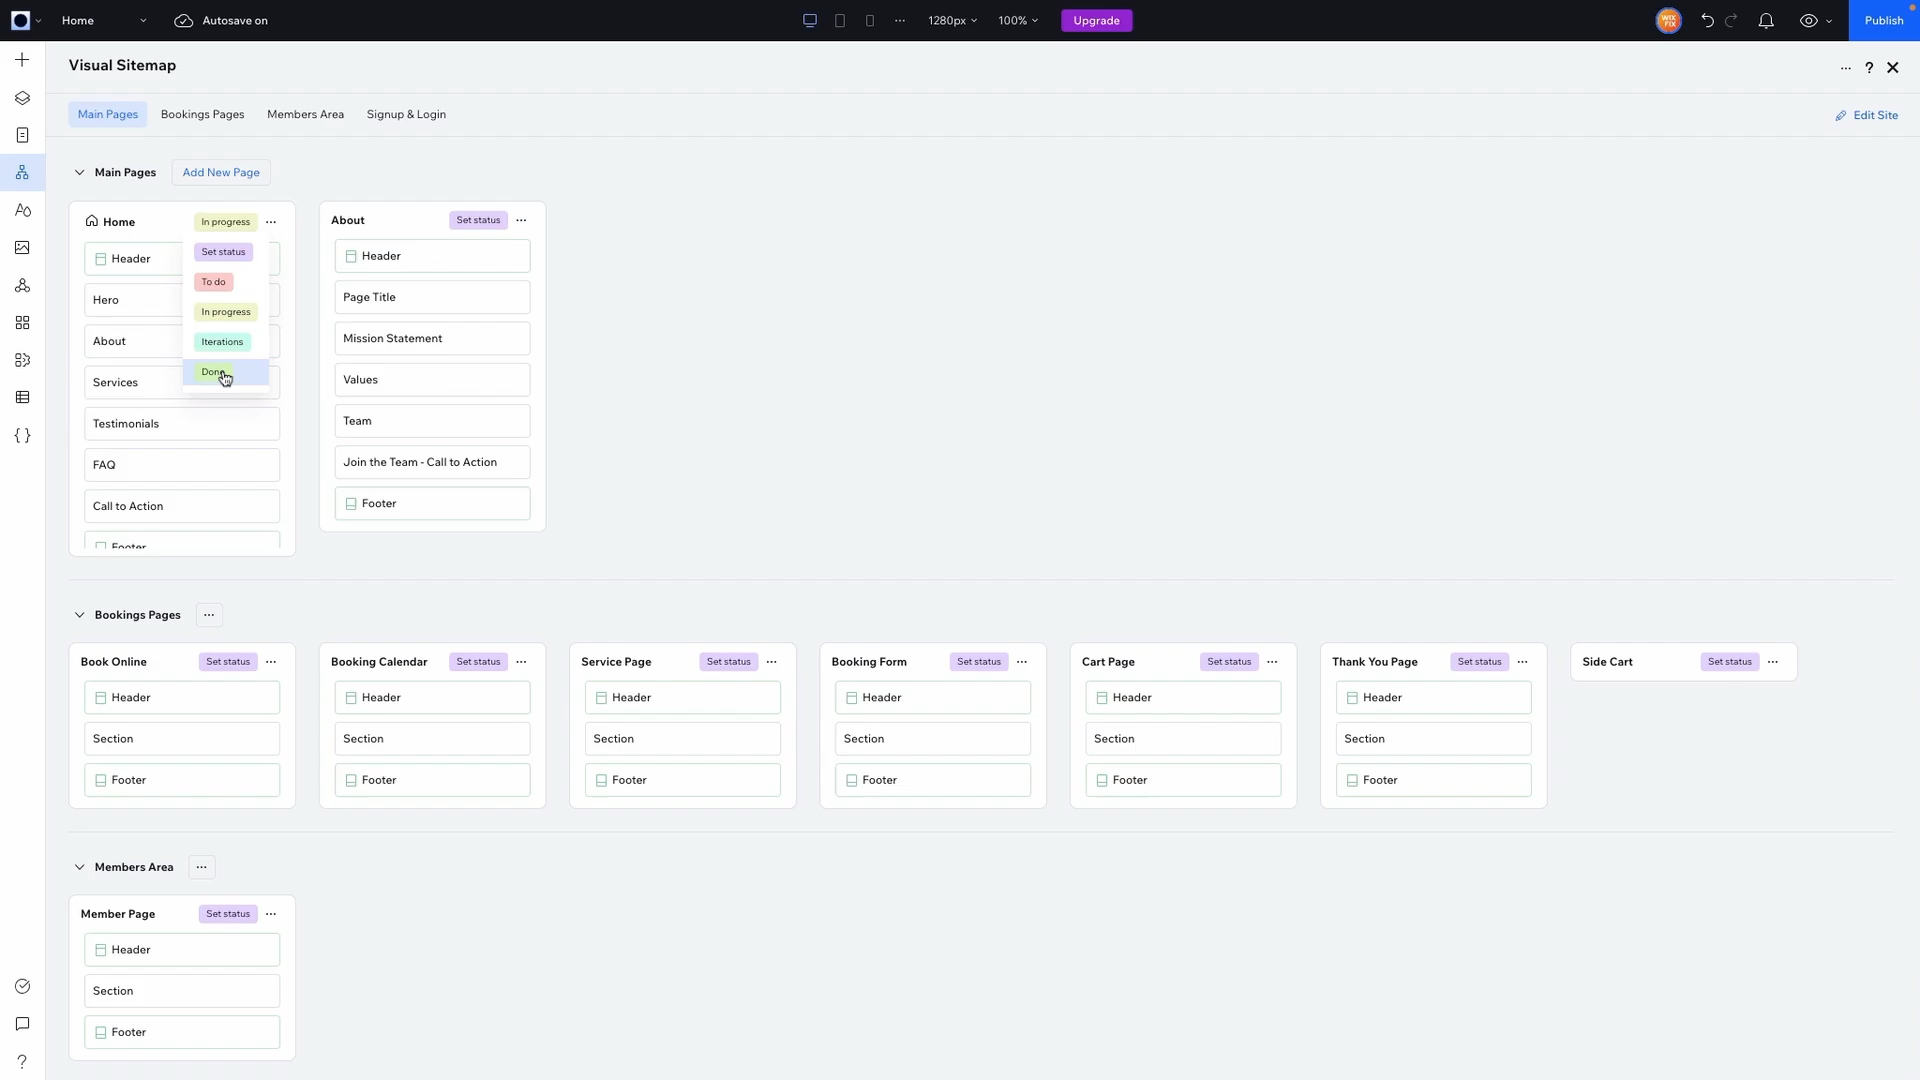 Home
Autosave on
1280px
100%
Upgrade
WIX FIX
Publish
Visual Sitemap
Main Pages
Bookings Pages
Members Area
Signup & Login
Edit Site
Main Pages
Add New Page
Home
In progress
Set status
To do
In progress
Iterations
Done
Header
Hero
About
Services
Testimonials
FAQ
Call to Action
Footer
About
Set status
Header
Page Title
Mission Statement
Values
Team
Join the Team - Call to Action
Footer
Bookings Pages
Book Online
Set status
Header
Section
Footer
Booking Calendar
Set status
Header
Section
Footer
Service Page
Set status
Header
Section
Footer
Booking Form
Set status
Header
Section
Footer
Cart Page
Set status
Header
Section
Footer
Thank You Page
Set status
Header
Section
Footer
Side Cart
Set status
Members Area
Member Page
Set status
Header
Section
Footer